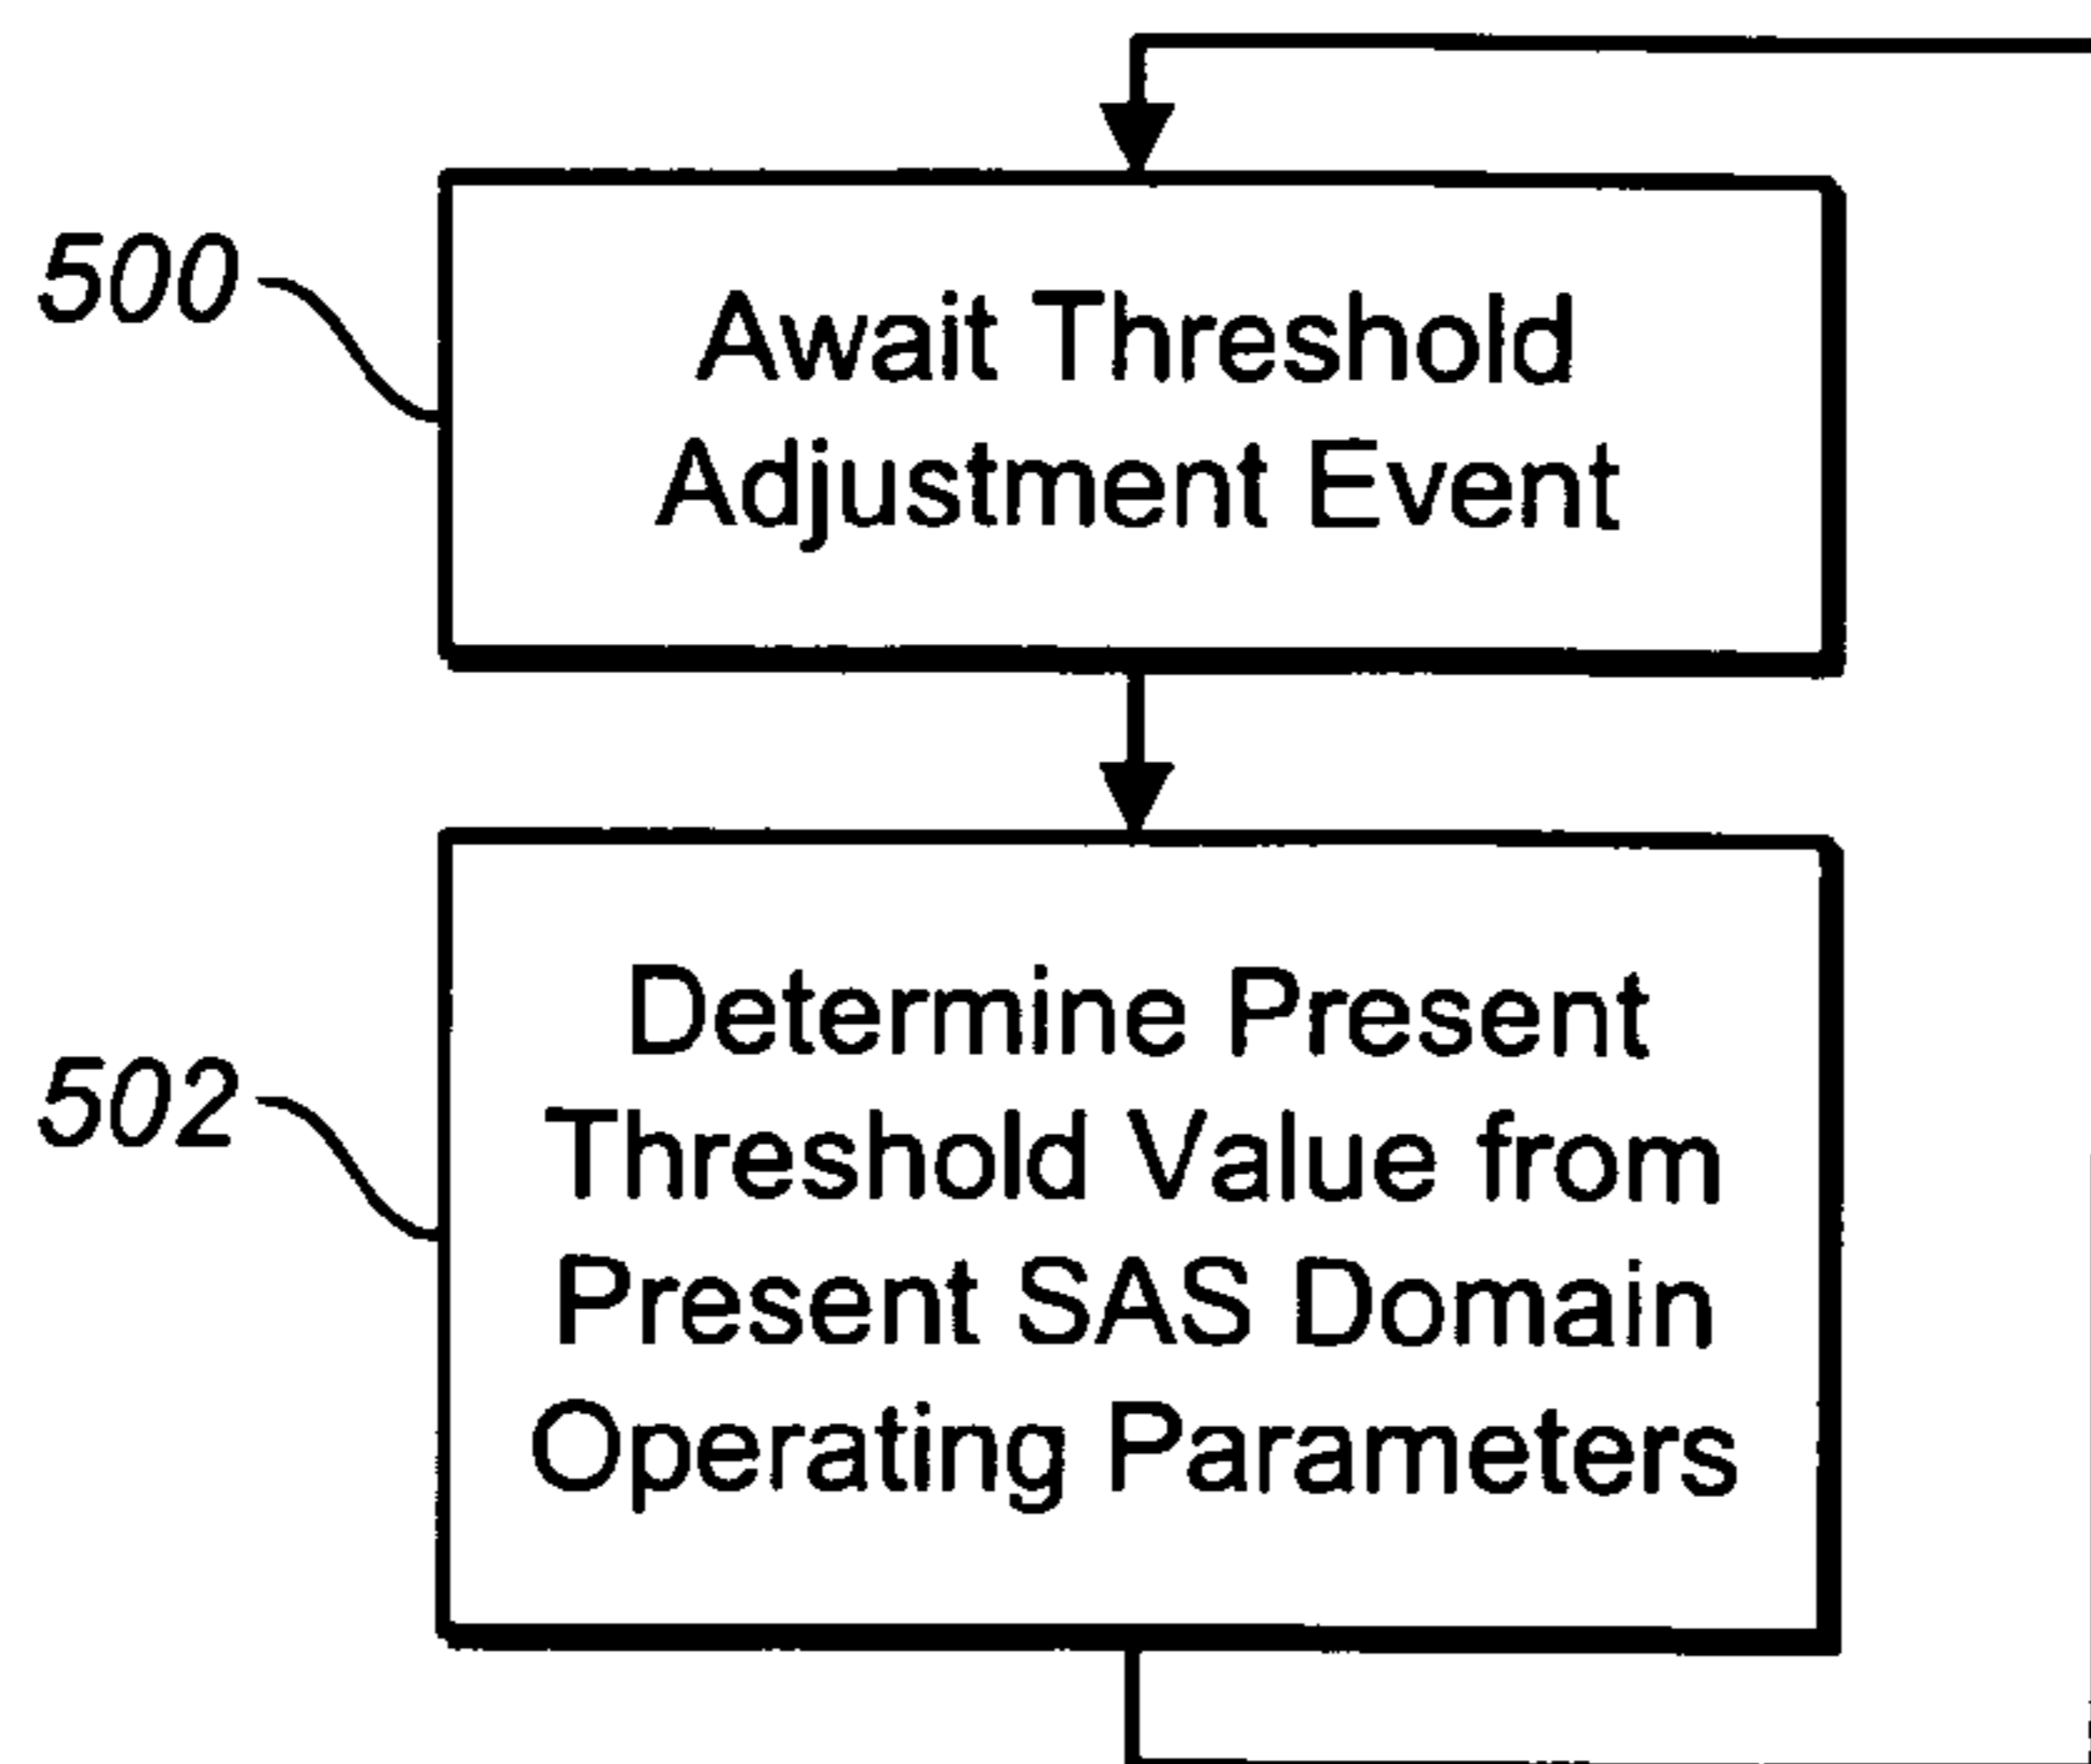 500
Await Threshold
Adjustment Event
502
Determine Present
Threshold Value from
Present SAS Domain
Operating Parameters